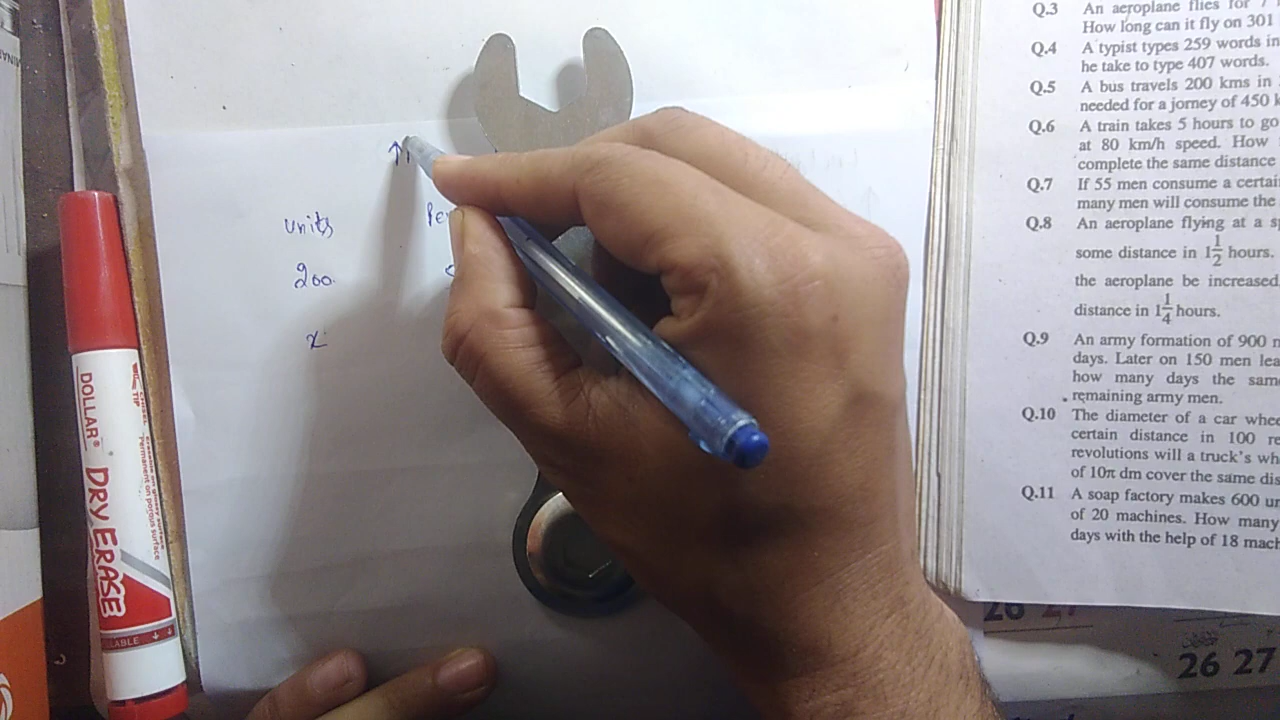 units
200
x
DOLLAR®
DRY ERASE
Q.3 An aeroplane flies for 7
How long can it fly on 301
Q.4 A typist types 259 words in
he take to type 407 words.
Q.5 A bus travels 200 kms in
needed for a jorney of 450
Q.6 A train takes 5 hours to go
at 80 km/h speed. How
complete the same distance
Q.7 If 55 men consume a certai
many men will consume the
Q.8 An aeroplane flying at a s
some distance in 1 1/2 hours.
the aeroplane be increased
distance in 1 1/4 hours.
Q.9 An army formation of 900
days. Later on 150 men lea
how many days the sam
remaining army men.
Q.10 The diameter of a car whe
certain distance in 100 re
revolutions will a truck's wh
of 10π dm cover the same dis
Q.11 A soap factory makes 600 u
of 20 machines. How many
days with the help of 18 mach
26 27
26 27